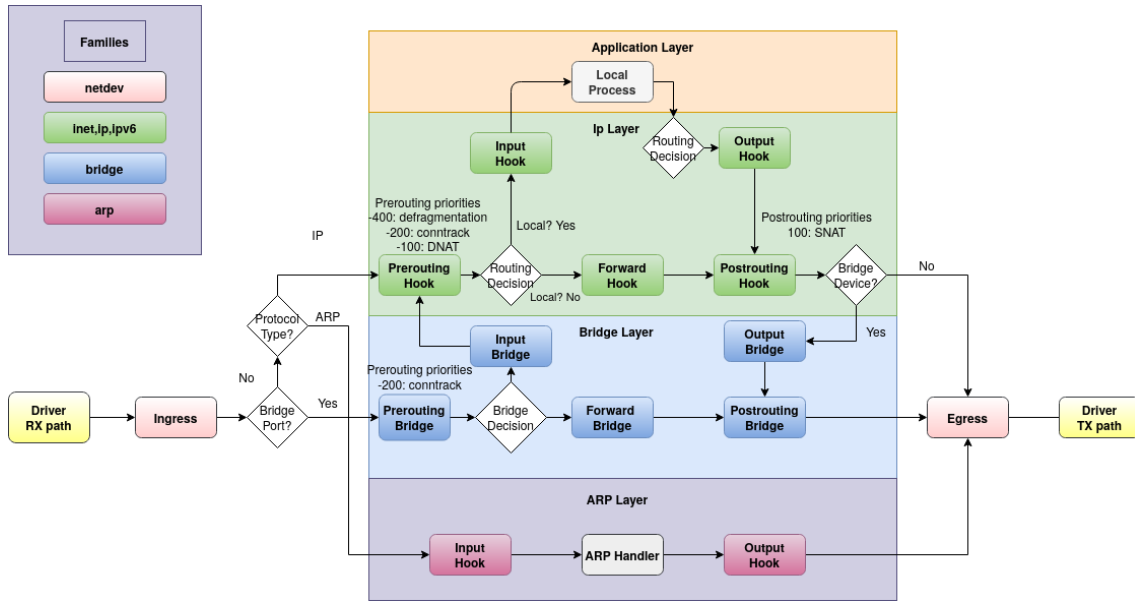 Families
netdev
inet,ip,ipv6
bridge
arp
Application Layer
Local
Process
Ip Layer
Input
Hook
Routing
Decision
Output
Hook
Prerouting priorities
-400: defragmentation
-200: conntrack
-100: DNAT
Local? Yes
Postrouting priorities
100: SNAT
IP
Prerouting
Hook
Routing
Decision
Local? No
Forward
Hook
Postrouting
Hook
Bridge
Device?
No
Yes
Protocol
Type?
ARP
Bridge Layer
Input
Bridge
Output
Bridge
Prerouting priorities
-200: conntrack
No
Driver
RX path
Ingress
Bridge
Port?
Yes
Prerouting
Bridge
Bridge
Decision
Forward
Bridge
Postrouting
Bridge
Egress
Driver
TX path
ARP Layer
Input
Hook
ARP Handler
Output
Hook